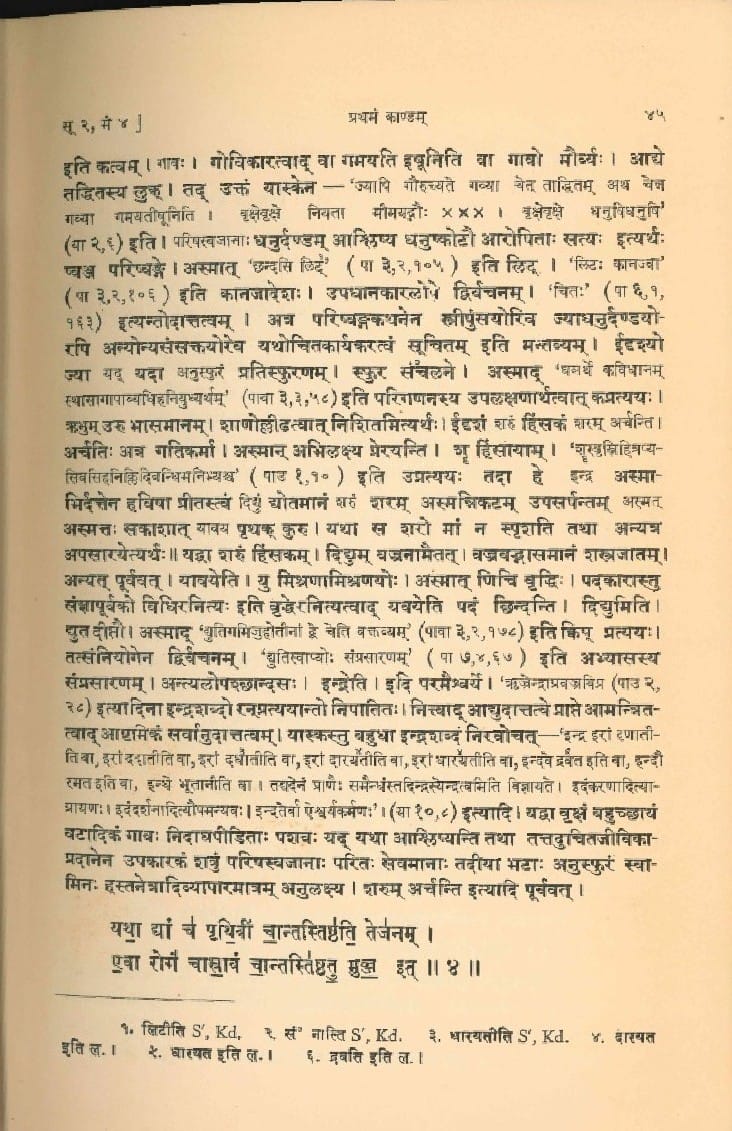 सू २, मं ४ ] प्रथमं काण्डम् ४५
इति कत्वम् । गावः । गोविकारत्वाद् वा गमयति इषूनिति वा गावो मौर्व्यः । आद्ये
तद्धितस्य लुक् । तद् उक्तं यास्केन — 'ज्यापि गौरुच्यते गव्या चेत् ताद्धितम् अथ चेन्न
गव्या गमयतीषूनिति । वृक्षेवृक्षे नियता मीमयद्गौः ××× । वृक्षेवृक्षे धनुषिधनुषि'
(या २,६) इति । परिषस्वजानाः धनुर्दण्डम् आश्लिष्य धनुष्कोटौ आरोपिताः सत्यः इत्यर्थः
ष्वञ्ज परिष्वङ्गे । अस्मात् 'छन्दसि लिट्' (पा ३,२,१०५) इति लिट् । 'लिटः कानज्वा'
(पा ३,२,१०६) इति कानजादेशः । उपधानकारलोपे द्विर्वचनम् । 'चितः' (पा ६,१,
१६३) इत्यन्तोदात्तत्वम् । अत्र परिष्वङ्गकथनेन स्त्रीपुंसयोरिव ज्याधनुर्दण्डयो-
रपि अन्योन्यसंसक्तयोरेव यथोचितकार्यकरत्वं सूचितम् इति मन्तव्यम् । ईदृश्यो
ज्या यद् यदा अनुस्फुरं प्रतिस्फुरणम् । स्फुर संचलने । अस्माद् 'घञर्थे कविधानम्
स्थास्नागापाव्यधिहनियुध्यर्थम्' (पावा ३,३,५८) इति परिगणनस्य उपलक्षणार्थत्वात् कप्रत्ययः ।
ऋभुम् उरु भासमानम् । शाणोल्लीढत्वात् निशितमित्यर्थः । ईदृशं शरुं हिंसकं शरम् अर्चन्ति ।
अर्चतिः अत्र गतिकर्मा । अस्मान् अभिलक्ष्य प्रेरयन्ति । शॄ हिंसायाम् । 'शॄस्वृस्निहित्रप्य-
सिवसिहनिक्लिदिबन्धिमनिभ्यश्च' (पाउ १,१०) इति उप्रत्ययः तदा हे इन्द्र अस्मा-
भिर्दत्तेन हविषा प्रीतस्त्वं दिद्युं द्योतमानं शरुं शरम् अस्मन्निकटम् उपसर्पन्तम् अस्मत्
अस्मत्तः सकाशात् यावय पृथक् कुरु । यथा स शरो मां न स्पृशति तथा अन्यत्र
अपसारयेत्यर्थः ॥ यद्वा शरुं हिंसकम् । दिद्युम् वज्रनामैतत् । वज्रवद्भासमानं शस्त्रजातम् ।
अन्यत् पूर्ववत् । यावयेति । यु मिश्रणामिश्रणयोः । अस्मात् णिचि वृद्धिः । पदकारास्तु
संज्ञापूर्वको विधिरनित्यः इति वृद्धेरनित्यत्वाद् यवयेति पदं छिन्दन्ति । दिद्युमिति ।
द्युत दीप्तौ । अस्माद् 'द्युतिगमिजुहोतीनां द्वे चेति वक्तव्यम्' (पावा ३,२,१७८) इति क्विप् प्रत्ययः ।
तत्संनियोगेन द्विर्वचनम् । 'द्युतिस्वाप्योः संप्रसारणम्' (पा ७,४,६७) इति अभ्यासस्य
संप्रसारणम् । अन्त्यलोपश्छान्दसः । इन्द्रेति । इदि परमैश्वर्ये । 'ऋज्रेन्द्राग्रवज्रविप्र (पाउ २,
२८) इत्यादिना इन्द्रशब्दो रन्प्रत्ययान्तो निपातितः । नित्त्वाद् आद्युदात्तत्वे प्राप्ते आमन्त्रित-
त्वाद् आष्टमिकं सर्वानुदात्तत्वम् । यास्कस्तु बहुधा इन्द्रशब्दं निरवोचत् — 'इन्द्र इरां दृणाती-
ति वा, इरां ददातीति वा, इरां दधातीति वा, इरां दारयतीति वा, इरां धारयतीति वा, इन्दवे द्रवत इति वा, इन्दौ
रमत इति वा, इन्धे भूतानीति वा । तद्यदेनं प्राणैः समैन्धंस्तदिन्द्रस्येन्द्रत्वमिति विज्ञायते । इदंकरणादित्या-
ग्रायणः । इदंदर्शनादित्यौपमन्यवः । इन्दतेर्वा ऐश्वर्यकर्मणः' । (या १०,८) इत्यादि । यद्वा वृक्षं बहुच्छायं
वटादिकं गावः निदाघपीडिताः पशवः यद् यथा आश्लिष्यन्ति तथा तत्तदुचितजीविका-
प्रदानेन उपकारकं शत्रुं परिषस्वजानाः परितः सेवमानाः तदीया भटाः अनुस्फुरं स्वा-
मिनः हस्तनेत्रादिव्यापारमात्रम् अनुलक्ष्य । शरुम् अर्चन्ति इत्यादि पूर्ववत् ।
यथा॒ द्यां च॑ पृथि॒वीं चा॒न्तस्तिष्ठ॑ति॒ तेज॑नम् ।
ए॒वा रोगं॑ चास्रा॒वं चा॒न्तस्ति॑ष्ठतु॒ मुञ्ज॒ इत् ॥ ४ ॥
१. लिटीति S', Kd. २. सं° नास्ति S', Kd. ३. धारयतीति S', Kd. ४. दारयत
इति ल. । ५. धारयत इति ल. । ६. द्रवति इति ल. ।